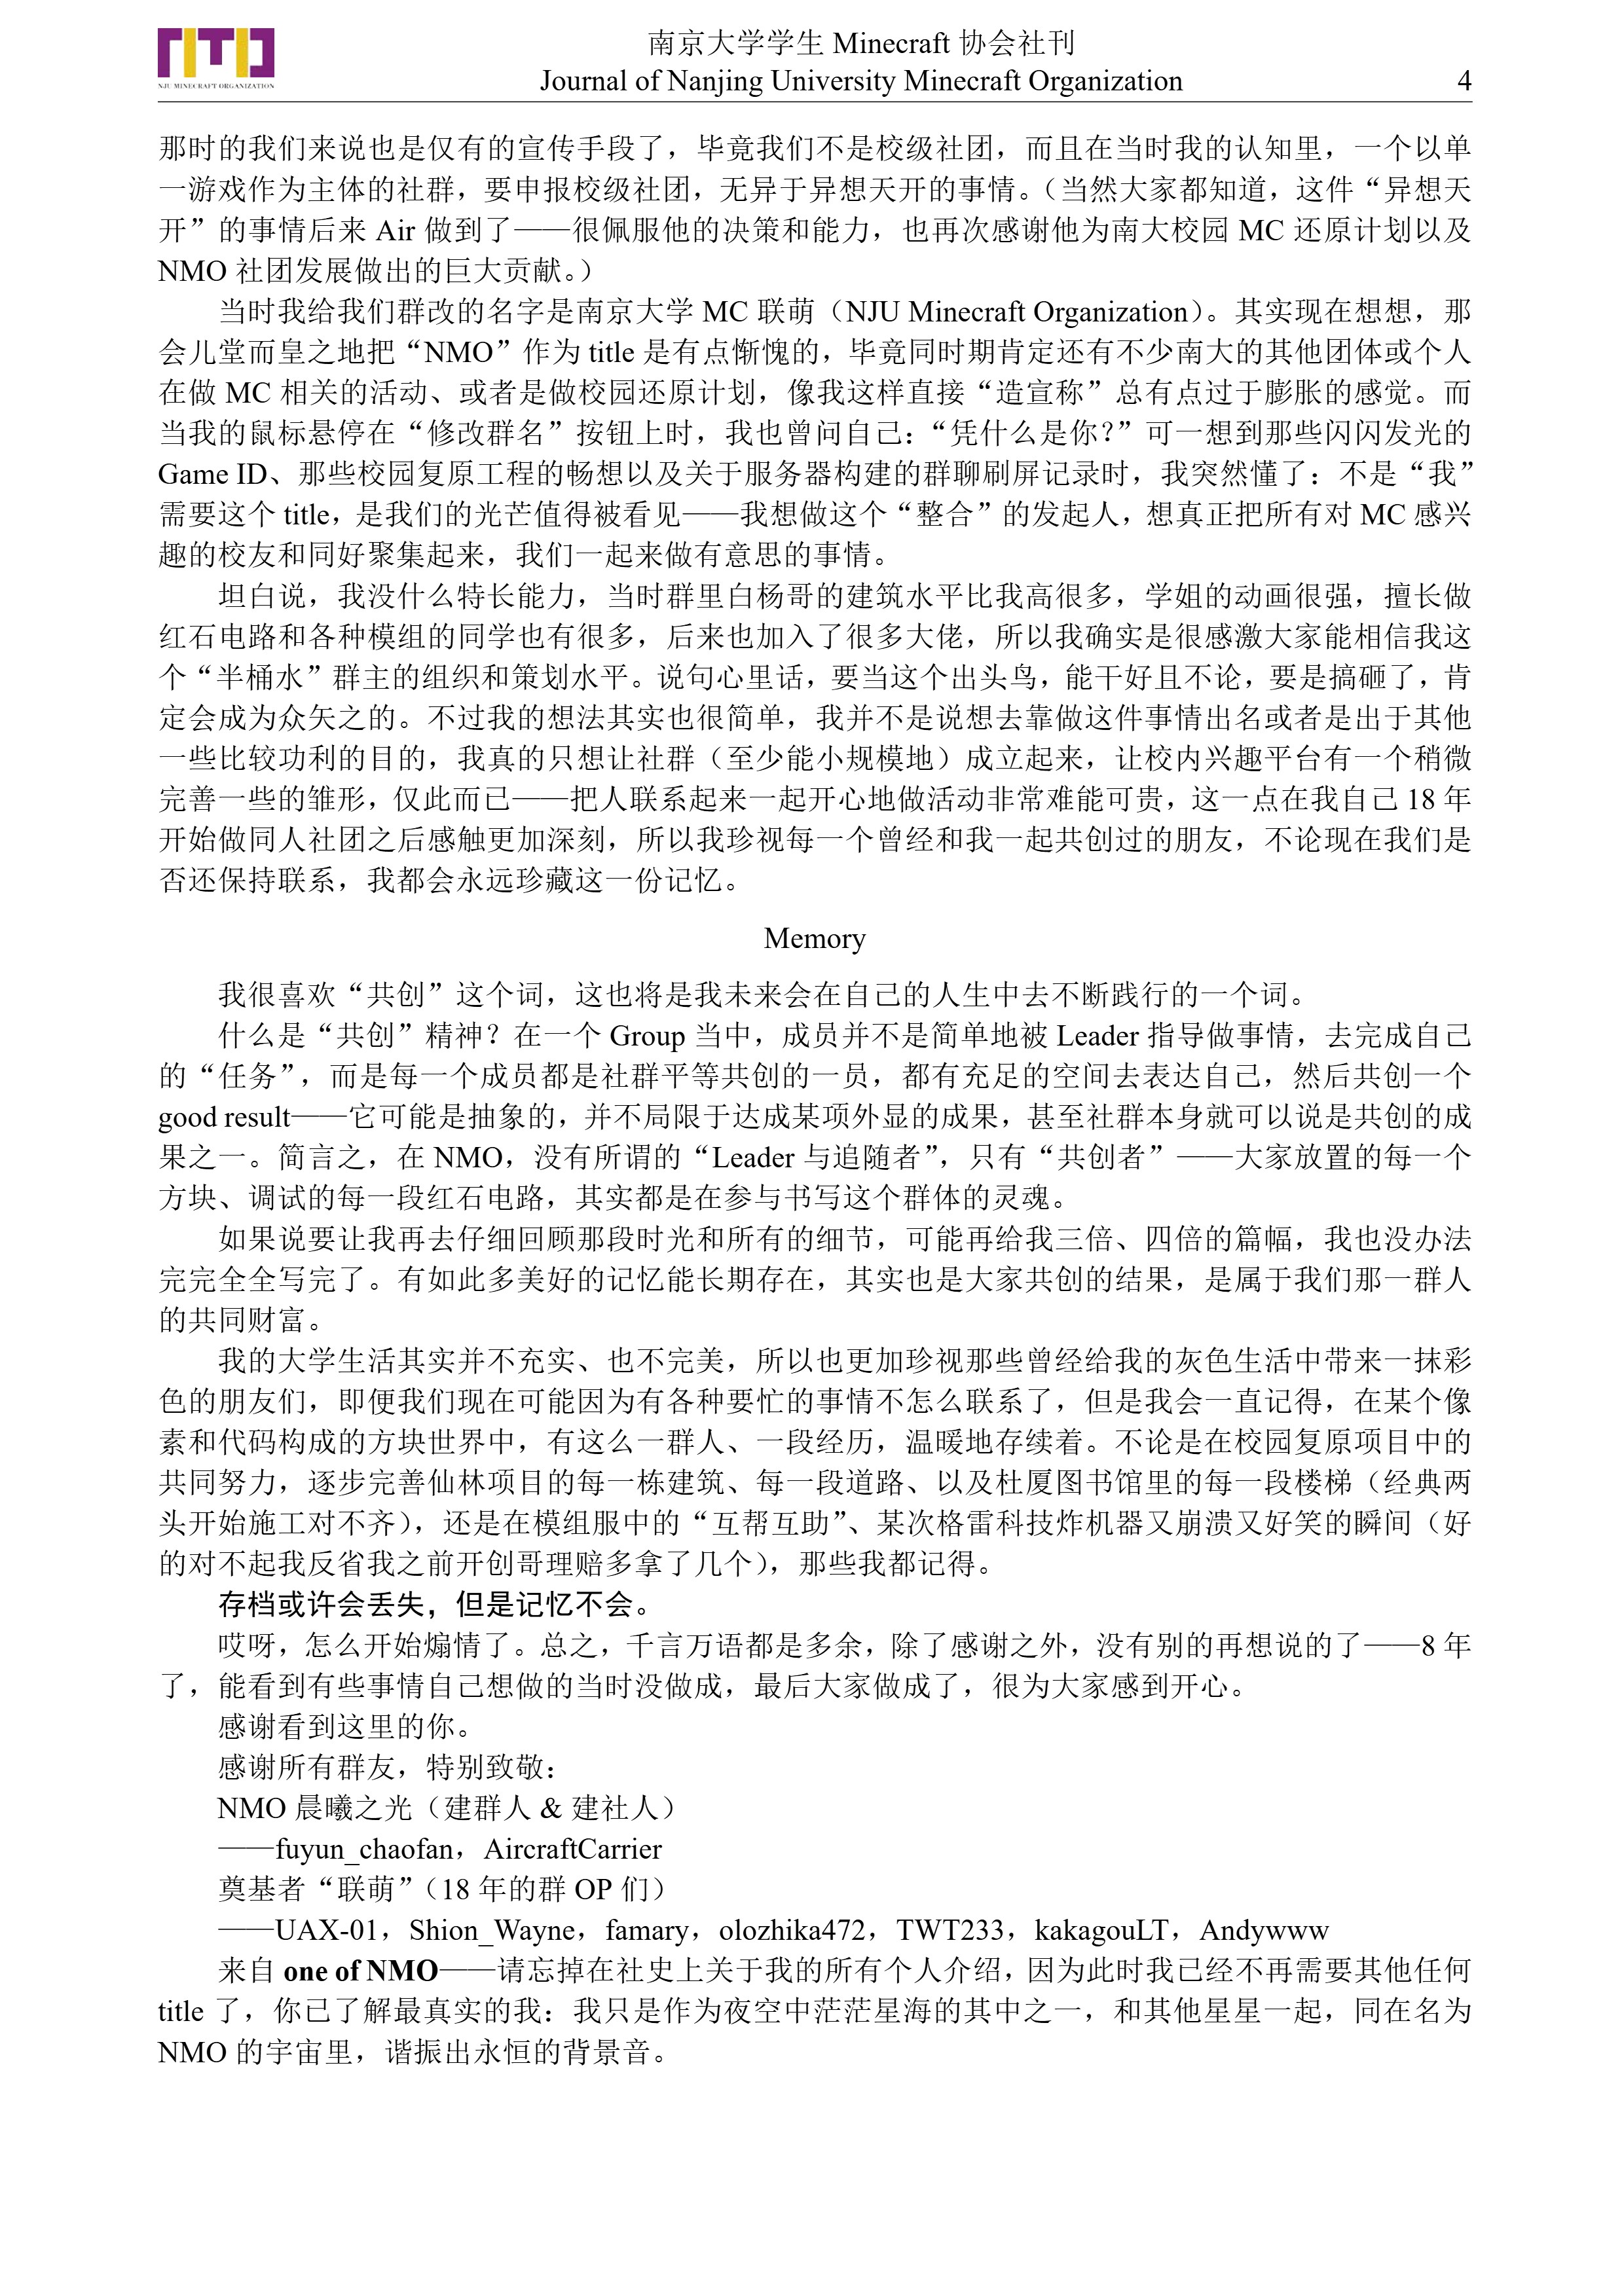 南京大学学生 Minecraft 协会社刊
NJU MINECRAFT ORGANIZATION
Journal of Nanjing University Minecraft Organization 4
那时的我们来说也是仅有的宣传手段了，毕竟我们不是校级社团，而且在当时我的认知里，一个以单
一游戏作为主体的社群，要申报校级社团，无异于异想天开的事情。（当然大家都知道，这件“异想天
开”的事情后来 Air 做到了——很佩服他的决策和能力，也再次感谢他为南大校园 MC 还原计划以及
NMO 社团发展做出的巨大贡献。）
当时我给我们群改的名字是南京大学 MC 联萌（NJU Minecraft Organization）。其实现在想想，那
会儿堂而皇之地把“NMO”作为 title 是有点惭愧的，毕竟同时期肯定还有不少南大的其他团体或个人
在做 MC 相关的活动、或者是做校园还原计划，像我这样直接“造宣称”总有点过于膨胀的感觉。而
当我的鼠标悬停在“修改群名”按钮上时，我也曾问自己：“凭什么是你？”可一想到那些闪闪发光的
Game ID、那些校园复原工程的畅想以及关于服务器构建的群聊刷屏记录时，我突然懂了：不是“我”
需要这个 title，是我们的光芒值得被看见——我想做这个“整合”的发起人，想真正把所有对 MC 感兴
趣的校友和同好聚集起来，我们一起来做有意思的事情。
坦白说，我没什么特长能力，当时群里白杨哥的建筑水平比我高很多，学姐的动画很强，擅长做
红石电路和各种模组的同学也有很多，后来也加入了很多大佬，所以我确实是很感激大家能相信我这
个“半桶水”群主的组织和策划水平。说句心里话，要当这个出头鸟，能干好且不论，要是搞砸了，肯
定会成为众矢之的。不过我的想法其实也很简单，我并不是说想去靠做这件事情出名或者是出于其他
一些比较功利的目的，我真的只想让社群（至少能小规模地）成立起来，让校内兴趣平台有一个稍微
完善一些的雏形，仅此而已——把人联系起来一起开心地做活动非常难能可贵，这一点在我自己 18 年
开始做同人社团之后感触更加深刻，所以我珍视每一个曾经和我一起共创过的朋友，不论现在我们是
否还保持联系，我都会永远珍藏这一份记忆。
Memory
我很喜欢“共创”这个词，这也将是我未来会在自己的人生中去不断践行的一个词。
什么是“共创”精神？在一个 Group 当中，成员并不是简单地被 Leader 指导做事情，去完成自己
的“任务”，而是每一个成员都是社群平等共创的一员，都有充足的空间去表达自己，然后共创一个
good result——它可能是抽象的，并不局限于达成某项外显的成果，甚至社群本身就可以说是共创的成
果之一。简言之，在 NMO，没有所谓的“Leader 与追随者”，只有“共创者”——大家放置的每一个
方块、调试的每一段红石电路，其实都是在参与书写这个群体的灵魂。
如果说要让我再去仔细回顾那段时光和所有的细节，可能再给我三倍、四倍的篇幅，我也没办法
完完全全写完了。有如此多美好的记忆能长期存在，其实也是大家共创的结果，是属于我们那一群人
的共同财富。
我的大学生活其实并不充实、也不完美，所以也更加珍视那些曾经给我的灰色生活中带来一抹彩
色的朋友们，即便我们现在可能因为有各种要忙的事情不怎么联系了，但是我会一直记得，在某个像
素和代码构成的方块世界中，有这么一群人、一段经历，温暖地存续着。不论是在校园复原项目中的
共同努力，逐步完善仙林项目的每一栋建筑、每一段道路、以及杜厦图书馆里的每一段楼梯（经典两
头开始施工对不齐），还是在模组服中的“互帮互助”、某次格雷科技炸机器又崩溃又好笑的瞬间（好
的对不起我反省我之前开创哥理赔多拿了几个），那些我都记得。
存档或许会丢失，但是记忆不会。
哎呀，怎么开始煽情了。总之，千言万语都是多余，除了感谢之外，没有别的再想说的了——8 年
了，能看到有些事情自己想做的当时没做成，最后大家做成了，很为大家感到开心。
感谢看到这里的你。
感谢所有群友，特别致敬：
NMO 晨曦之光（建群人 & 建社人）
——fuyun_chaofan，AircraftCarrier
奠基者“联萌”（18 年的群 OP 们）
——UAX-01，Shion_Wayne，famary，olozhika472，TWT233，kakagouLT，Andywww
来自 one of NMO——请忘掉在社史上关于我的所有个人介绍，因为此时我已经不再需要其他任何
title 了，你已了解最真实的我：我只是作为夜空中茫茫星海的其中之一，和其他星星一起，同在名为
NMO 的宇宙里，谐振出永恒的背景音。